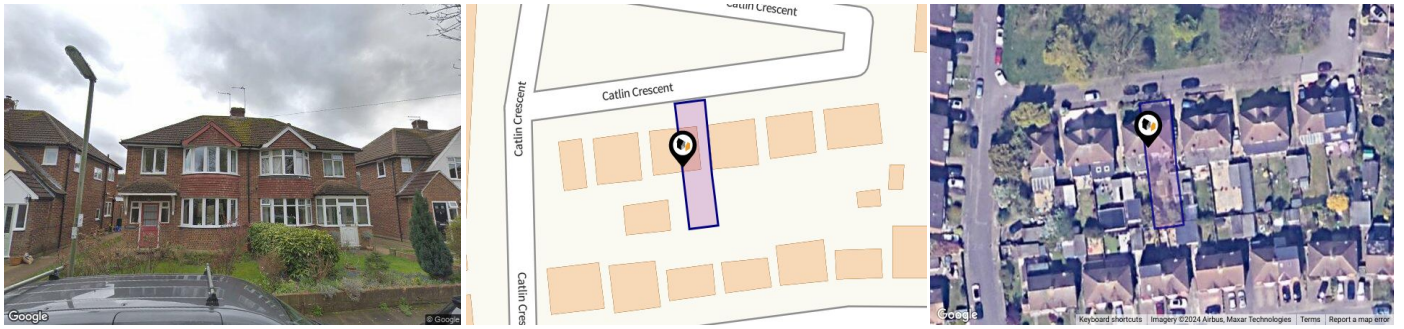 Google
© Google
Catlin Crescent
Catlin Crescent
Catlin Crescent
Catlin Cres
Google
Keyboard shortcuts
Imagery ©2024 Airbus, Maxar Technologies
Terms
Report a map error